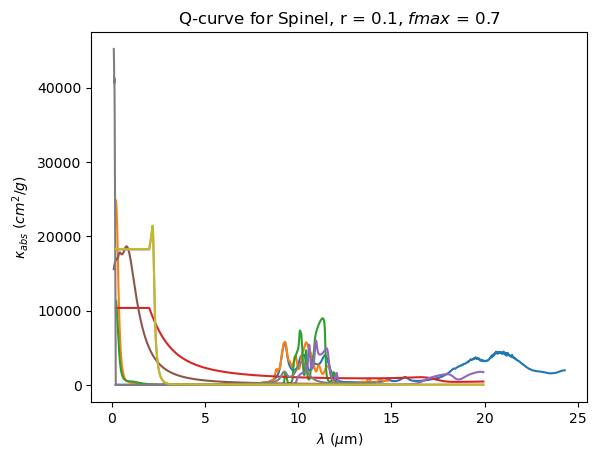 Q-curve for Spinel, r = 0.1, fmax = 0.7
κabs (cm²/g)
40000
30000
20000
10000
0
0 5 10 15 20 25
λ (μm)